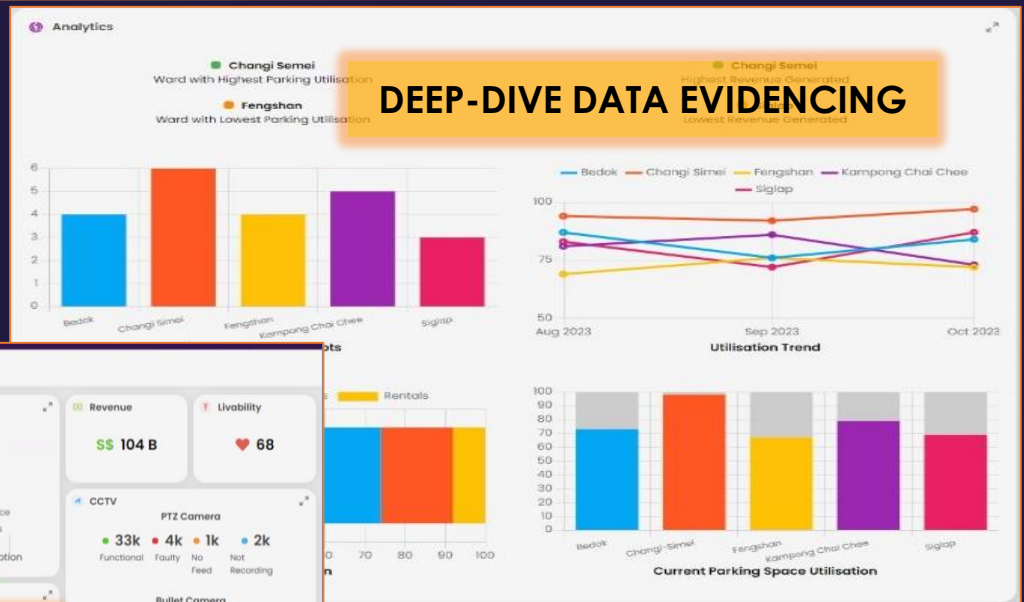 Analytics
Changi Semei
Ward with Highest Parking Utilisation
Fengshan
Ward with Lowest Parking Utilisation
Changi Semei
Highest Revenue Generated
Lowest Revenue Generated
DEEP-DIVE DATA EVIDENCING
6
5
4
3
2
1
0
Bedok
Changi Simei
Fengshan
Kampong Chai Chee
Siglap
Bedok Changi Simei Fengshan Kampong Chai Chee
Siglap
100
75
50
Aug 2023 Sep 2023 Oct 2023
Utilisation Trend
Revenue
S$ 104 B
Livability
68
CCTV
PTZ Camera
33k 4k 1k 2k
Functional Faulty No Feed Not Recording
Bullet Camera
Rentals
70 80 90 100
100
90
80
70
60
50
40
30
20
10
0
Bedok
Changi-Simei
Fengshan
Kampong Chai Chee
Siglap
Current Parking Space Utilisation